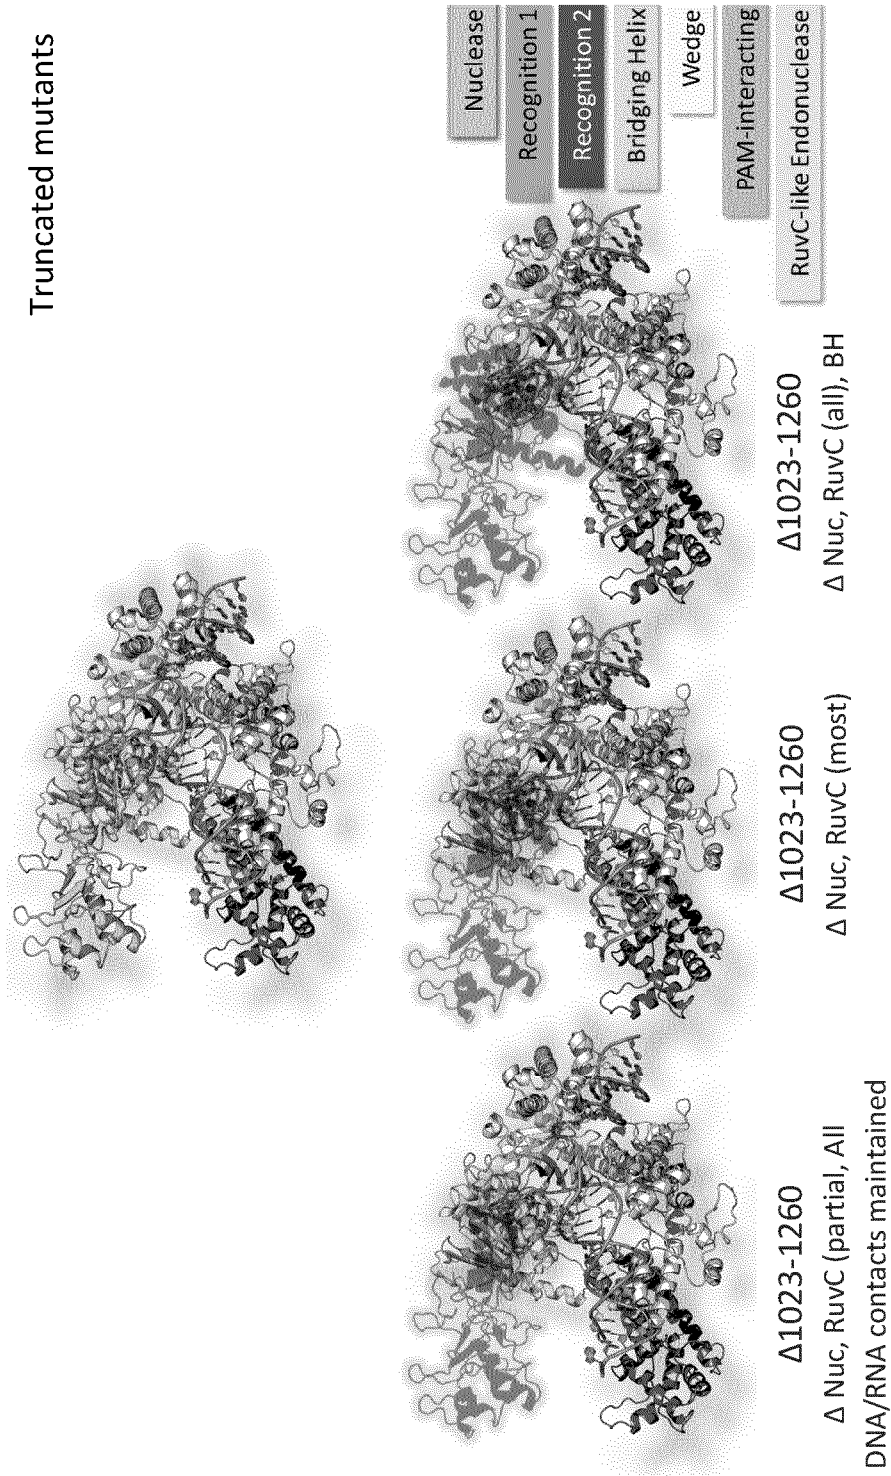 Truncated mutants
Nuclease
Recognition 1
Recognition 2
Bridging Helix
Wedge
PAM-interacting
RuvC-like Endonuclease
Δ1023-1260
Δ Nuc, RuvC (partial, All
DNA/RNA contacts maintained
Δ1023-1260
Δ Nuc, RuvC (most)
Δ1023-1260
Δ Nuc, RuvC (all), BH